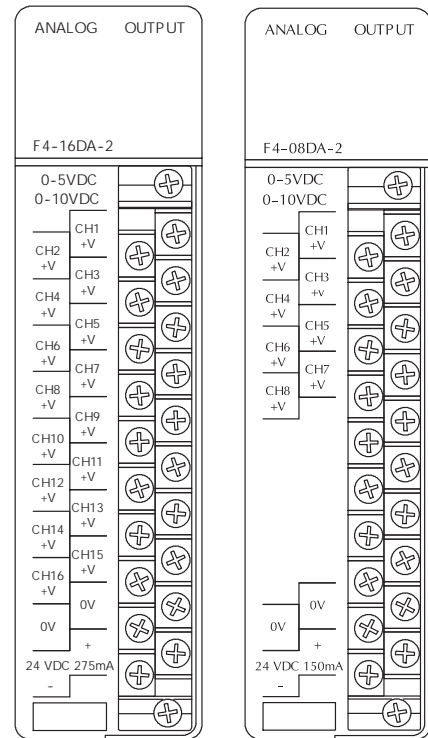 ANALOG OUTPUT
F4-16DA-2
0-5VDC
0-10VDC
CH1
+V
CH2
+V
CH3
+V
CH4
+V
CH5
+V
CH6
+V
CH7
+V
CH8
+V
CH9
+V
CH10
+V
CH11
+V
CH12
+V
CH13
+V
CH14
+V
CH15
+V
CH16
+V
0V
0V
+
24 VDC 275mA
-
ANALOG OUTPUT
F4-08DA-2
0-5VDC
0-10VDC
CH1
+V
CH2
+V
CH3
+v
CH4
+V
CH5
+V
CH6
+V
CH7
+V
CH8
+V
0V
0V
+
24 VDC 150mA
-